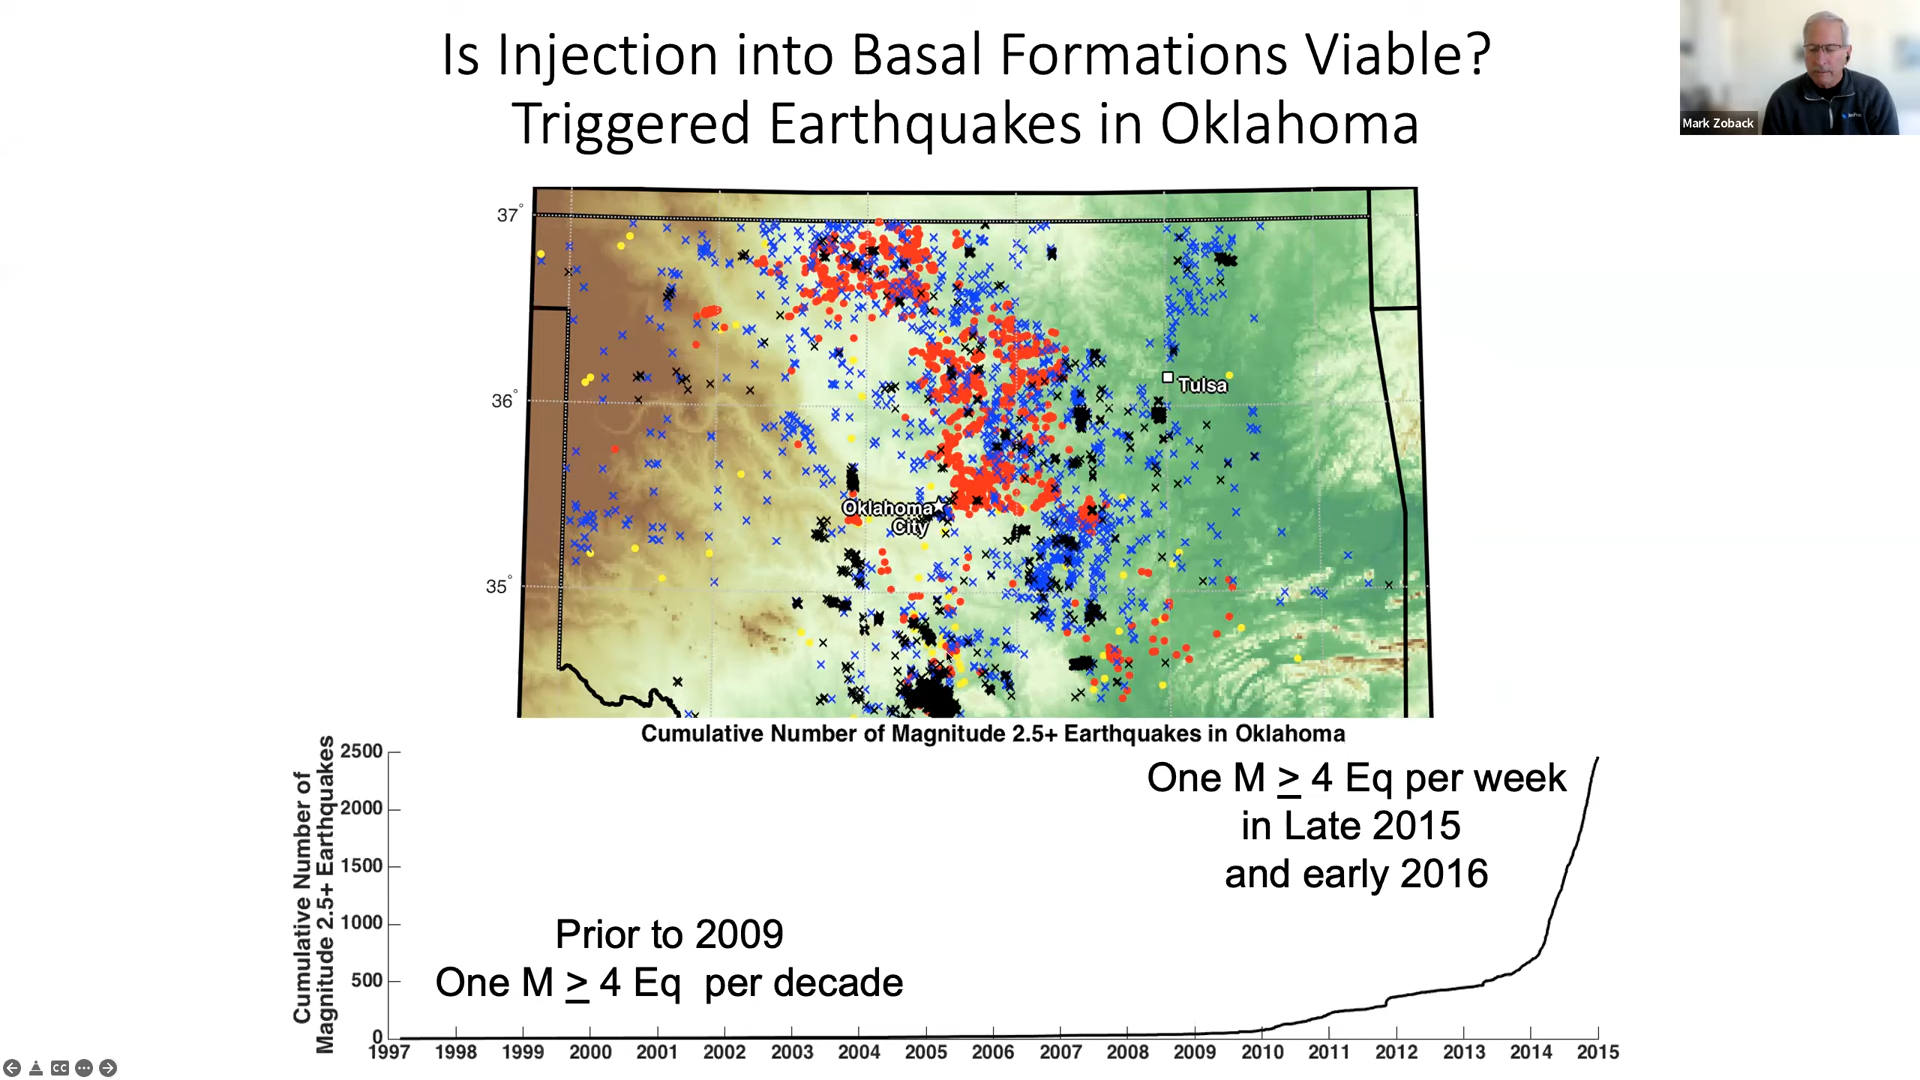 Is Injection into Basal Formations Viable?
Triggered Earthquakes in Oklahoma
Mark Zoback
37°
36°
35°
Tulsa
Oklahoma
City
Cumulative Number of Magnitude 2.5+ Earthquakes in Oklahoma
Cumulative Number of
Magnitude 2.5+ Earthquakes
2500
2000
1500
1000
500
0
One M ≥ 4 Eq per week
in Late 2015
and early 2016
Prior to 2009
One M ≥ 4 Eq per decade
1997 1998 1999 2000 2001 2002 2003 2004 2005 2006 2007 2008 2009 2010 2011 2012 2013 2014 2015
CC